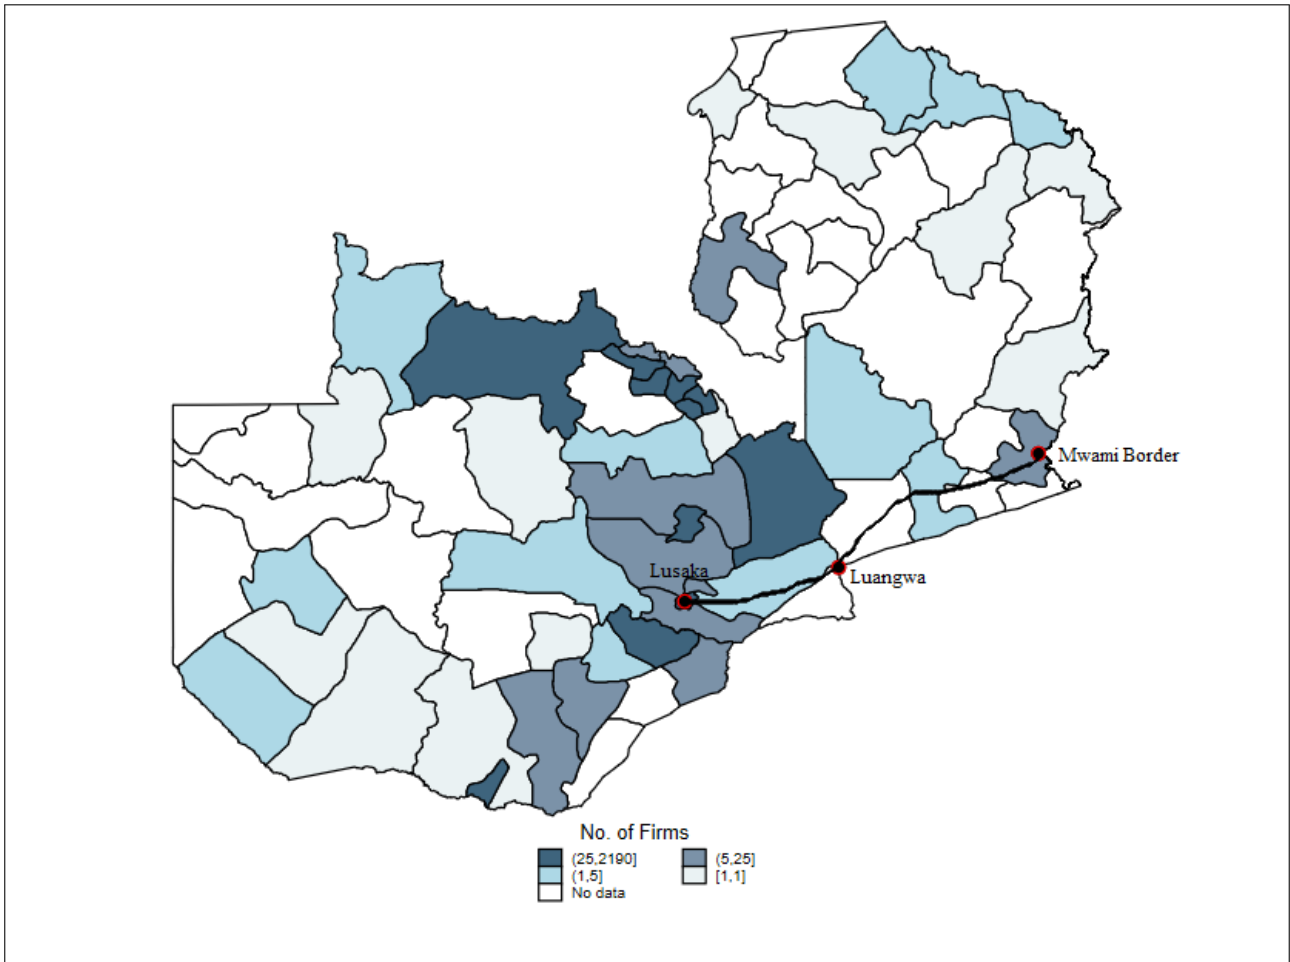 Mwami Border
Lusaka
Luangwa
No. of Firms
(25,2190]
(5,25]
(1,5]
[1,1]
No data